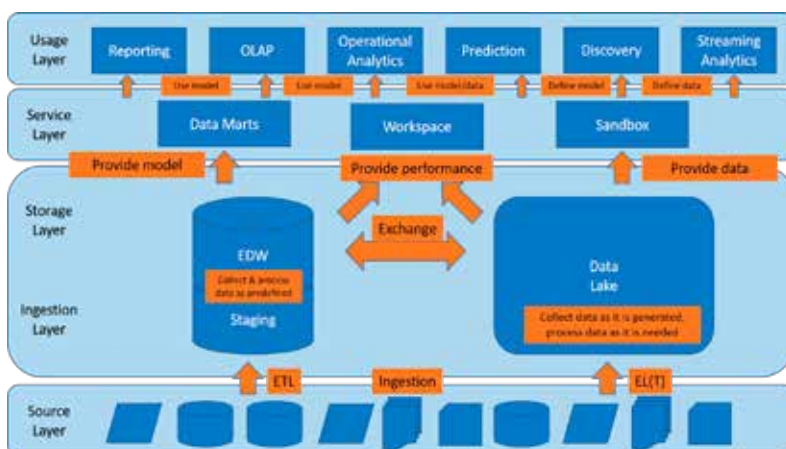 Usage
Layer
Reporting
OLAP
Operational
Analytics
Prediction
Discovery
Streaming
Analytics
Use model
Use model
Use model/data
Define model
Define data
Service
Layer
Data Marts
Workspace
Sandbox
Provide model
Provide performance
Provide data
Storage
Layer
Exchange
EDW
Collect & process
data as predefined
Staging
Data
Lake
Collect data as it is generated,
process data as it is needed
Ingestion
Layer
ETL
Ingestion
EL(T)
Source
Layer